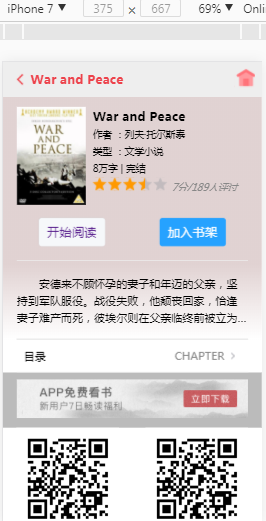 iPhone 7 ▼ 375 × 667 69% ▼ Onli
War and Peace
WAR
AND
PEACE
War and Peace
作者 ：列夫·托尔斯泰
类型 ：文学小说
8万字 | 完结
7分/189人评过
开始阅读 加入书架
安德来不顾怀孕的妻子和年迈的父亲，坚
持到军队服役。战役失败，他颓丧回家，恰逢
妻子难产而死，彼埃尔则在父亲临终前被立为...
目录 CHAPTER >
APP免费看书
新用户7日畅读福利
立即下载